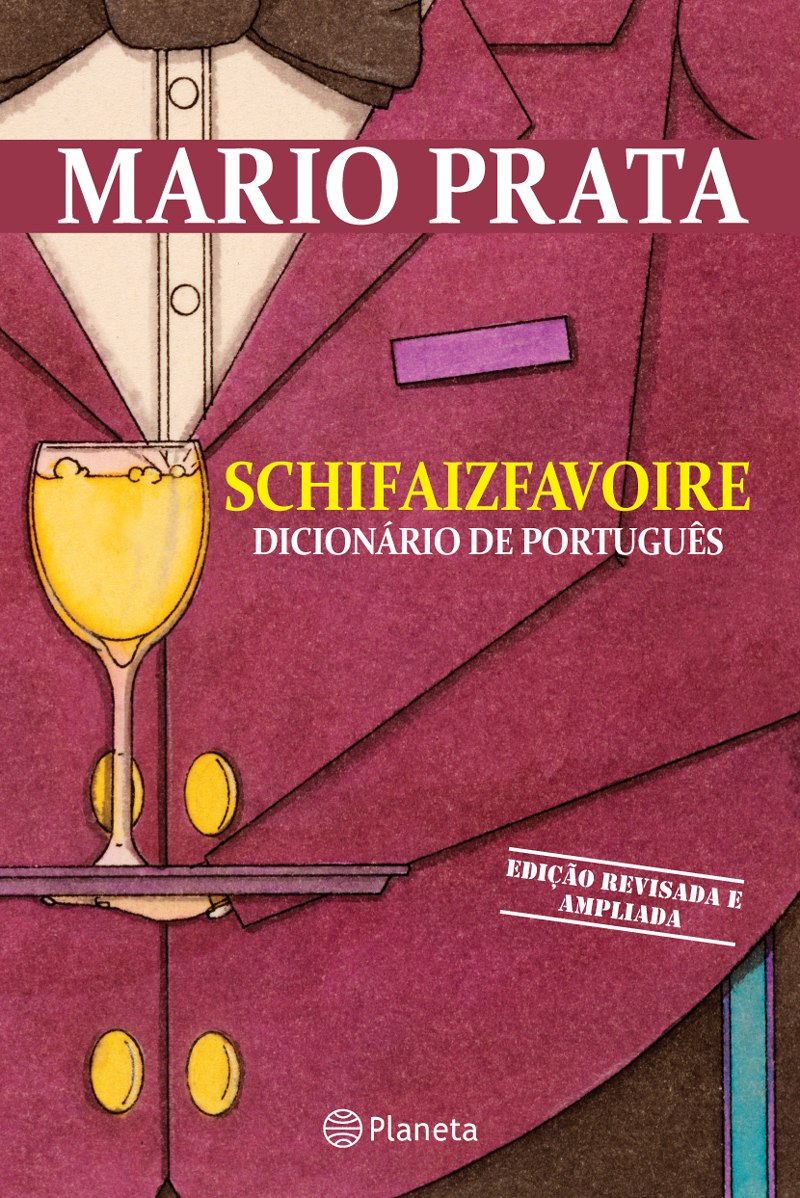 MARIO PRATA
SCHIFAIZFAVOIRE
DICIONÁRIO DE PORTUGUÊS
EDIÇÃO REVISADA E
AMPLIADA
Planeta